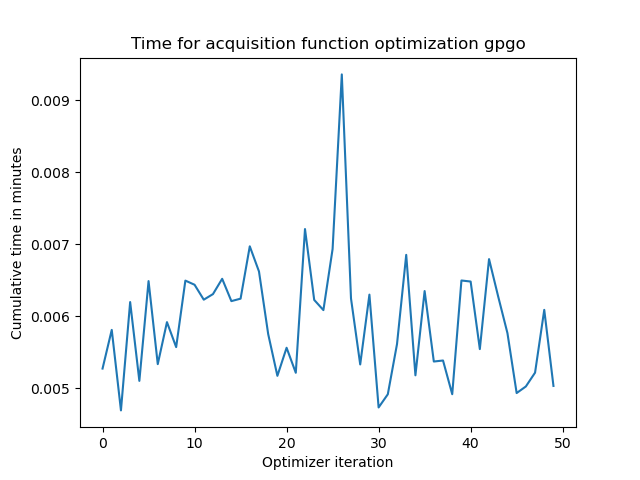 Time for acquisition function optimization gpgo
Cumulative time in minutes
0.009
0.008
0.007
0.006
0.005
0 10 20 30 40 50
Optimizer iteration